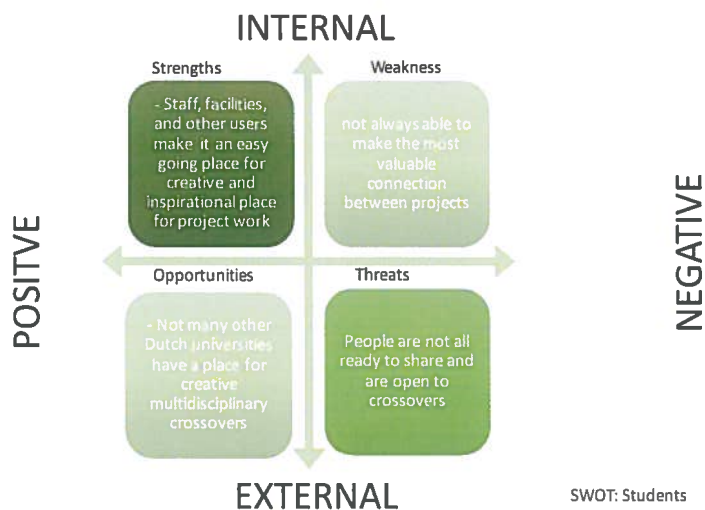 INTERNAL
Strengths
Weakness
- Staff, facilities,
and other users
make it an easy
going place for
creative and
inspirational place
for project work
not always able to
make the most
valuable
connection
between projects
POSITVE
NEGATIVE
Opportunities
Threats
- Not many other
Dutch universities
have a place for
creative
multidisciplinary
crossovers
People are not all
ready to share and
are open to
crossovers
EXTERNAL
SWOT: Students